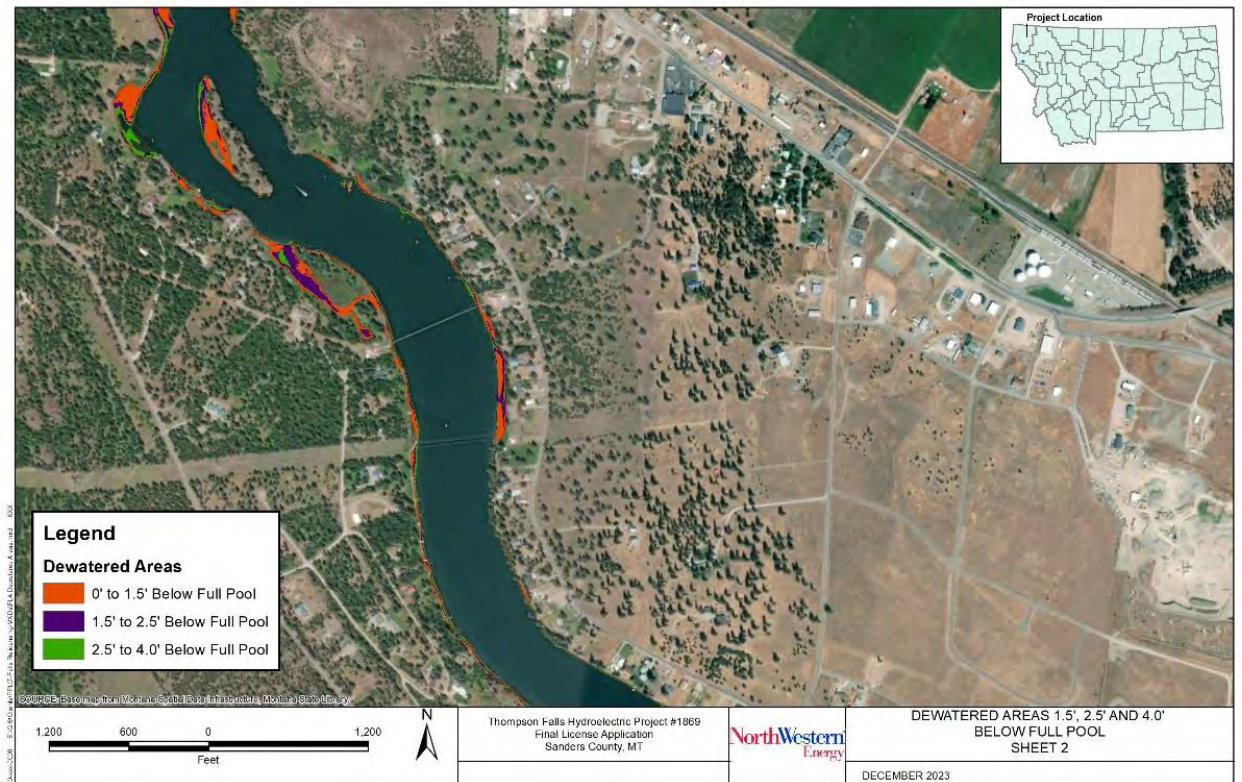 Project Location
Legend
Dewatered Areas
0' to 1.5' Below Full Pool
1.5' to 2.5' Below Full Pool
2.5' to 4.0' Below Full Pool
SOURCE: Base map from Montana Spatial Data Infrastructure, Montana State Library
1,200 600 0 1,200
Feet
N
Thompson Falls Hydroelectric Project #1869
Final License Application
Sanders County, MT
NorthWestern
Energy
DEWATERED AREAS 1.5', 2.5' AND 4.0'
BELOW FULL POOL
SHEET 2
DECEMBER 2023